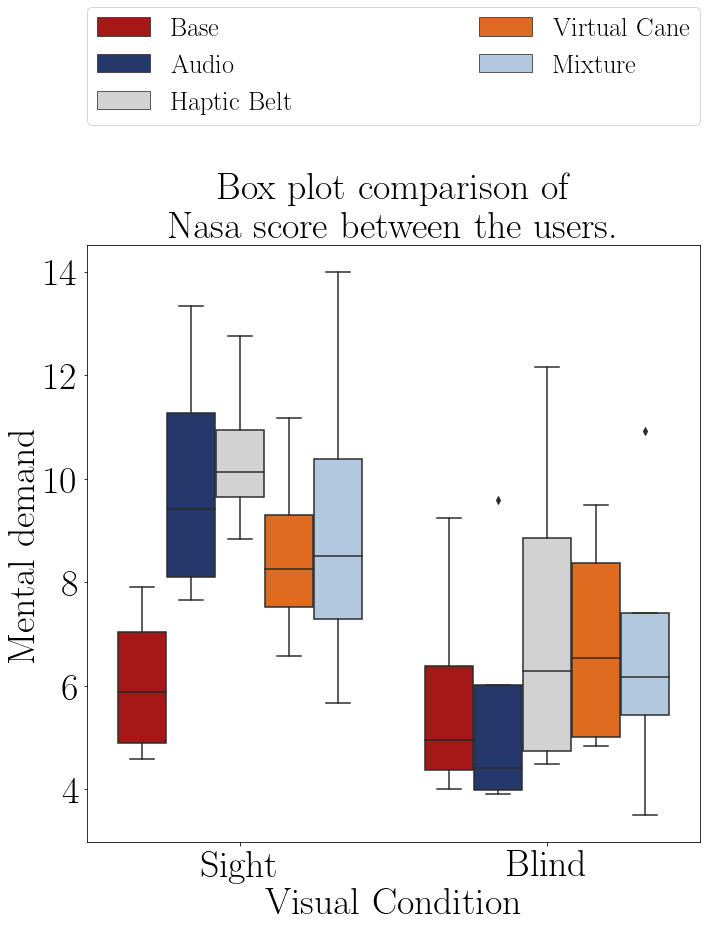 Base
Audio
Haptic Belt
Virtual Cane
Mixture
Box plot comparison of
Nasa score between the users.
Mental demand
14
12
10
8
6
4
Sight
Blind
Visual Condition